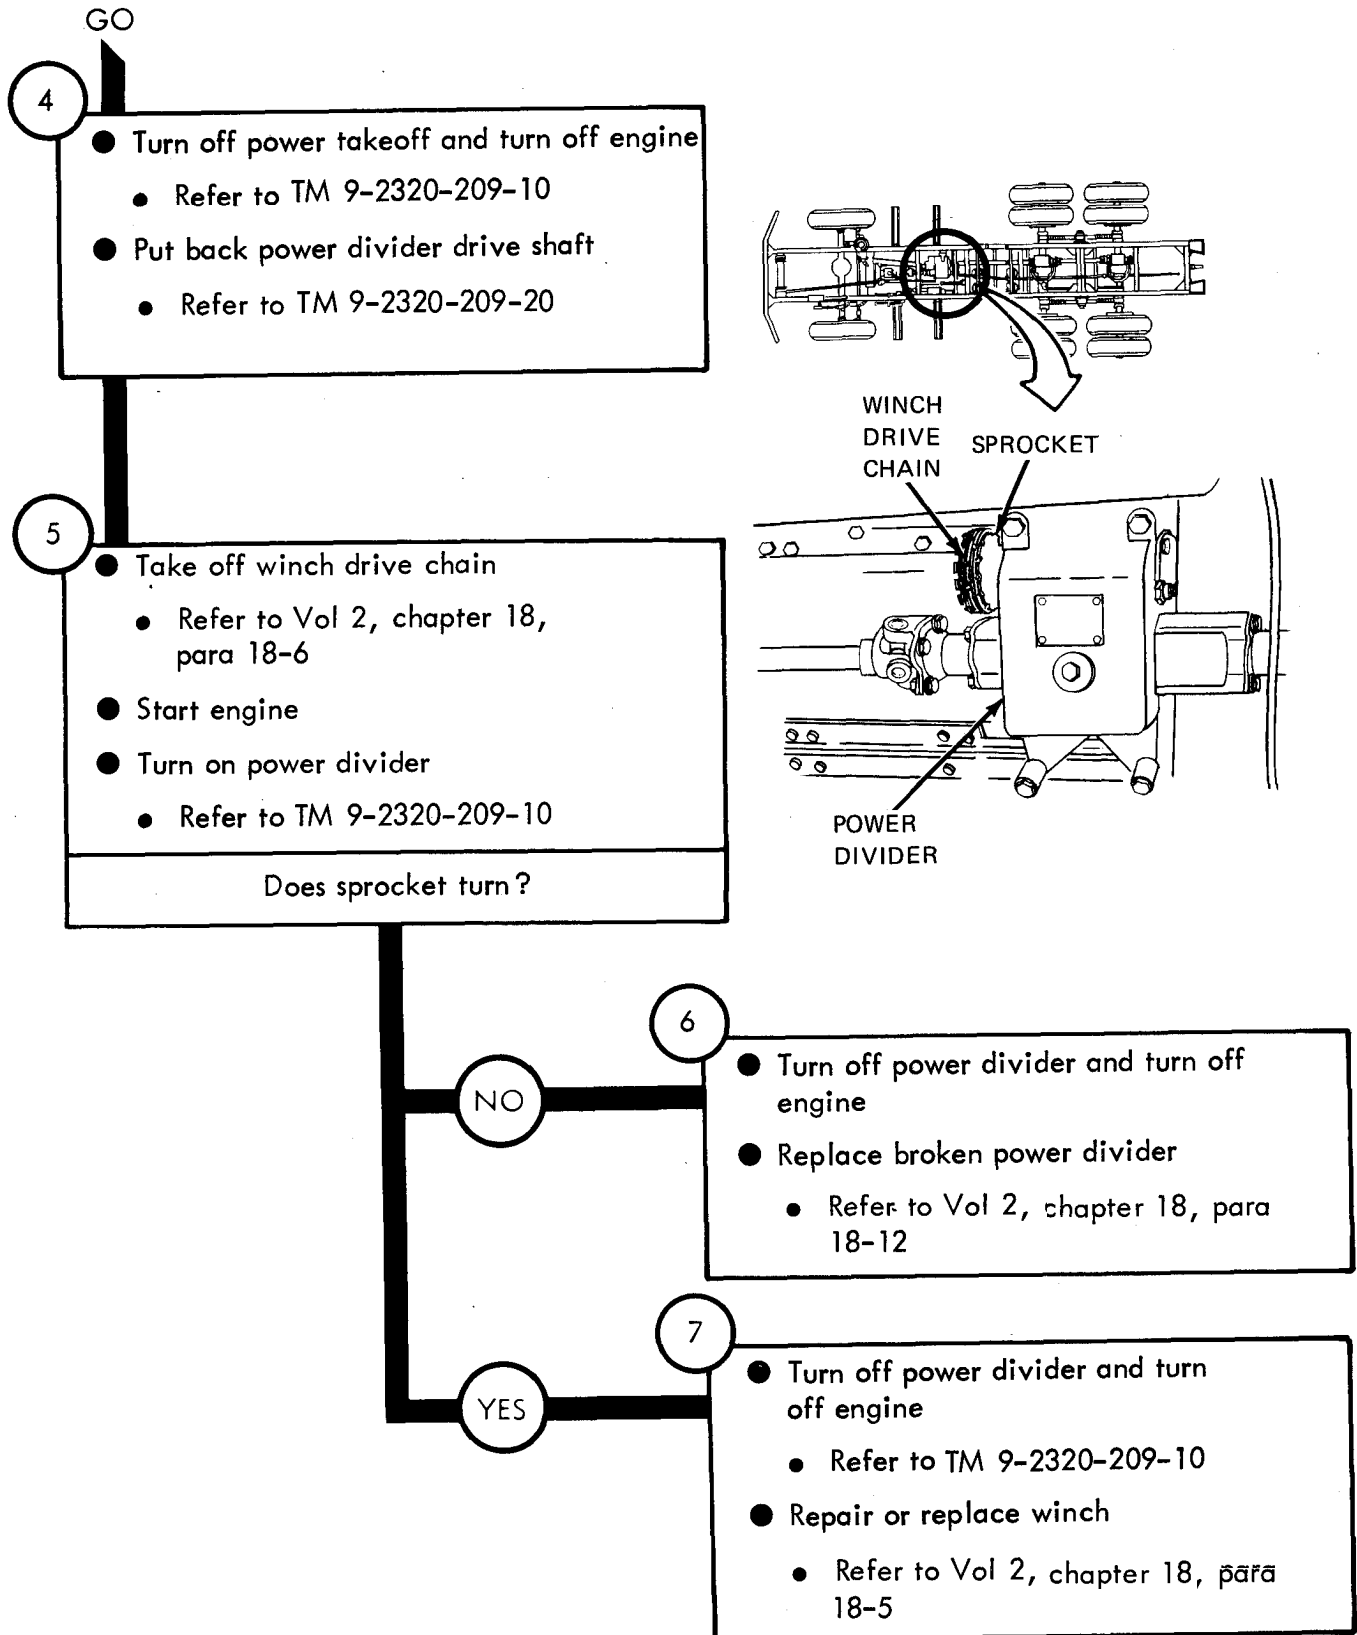 GO
4
● Turn off power takeoff and turn off engine
● Refer to TM 9-2320-209-10
● Put back power divider drive shaft
● Refer to TM 9-2320-209-20
WINCH
DRIVE
CHAIN
SPROCKET
POWER
DIVIDER
5
● Take off winch drive chain
● Refer to Vol 2, chapter 18,
para 18-6
● Start engine
● Turn on power divider
● Refer to TM 9-2320-209-10
Does sprocket turn?
NO
6
● Turn off power divider and turn off
engine
● Replace broken power divider
● Refer to Vol 2, chapter 18, para
18-12
YES
7
● Turn off power divider and turn
off engine
● Refer to TM 9-2320-209-10
● Repair or replace winch
● Refer to Vol 2, chapter 18, para
18-5